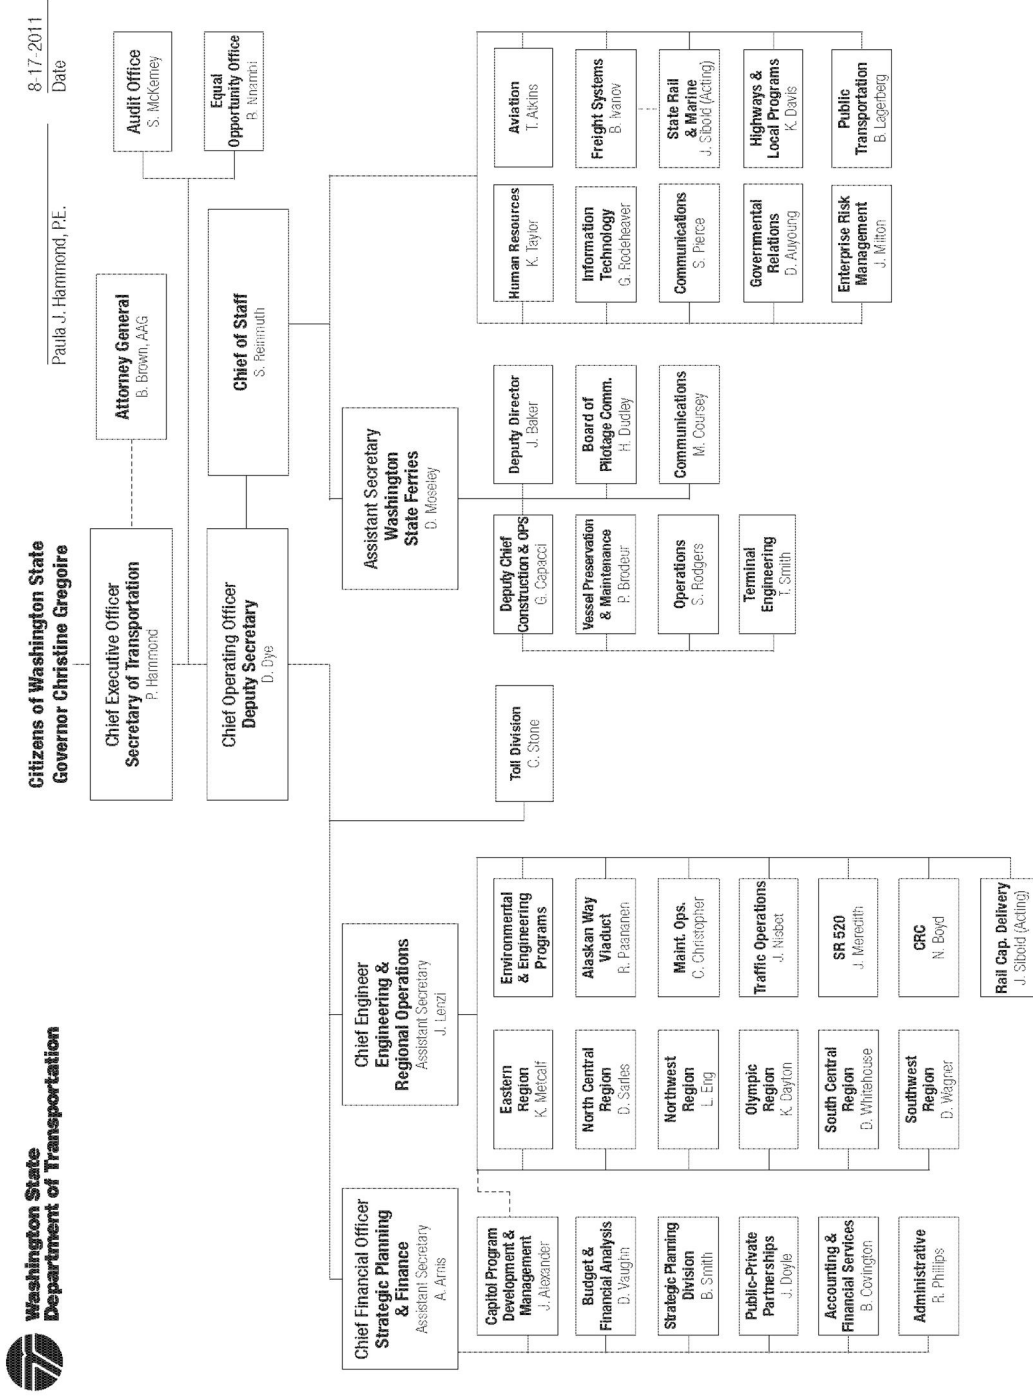 Washington State
Department of Transportation
Citizens of Washington State
Governor Christine Gregoire
Paula J. Hammond, P.E.
8-17-2011
Date
Chief Executive Officer
Secretary of Transportation
P. Hammond
Attorney General
B. Brown, AAG
Audit Office
S. McKerney
Equal
Opportunity Office
B. Nnambi
Chief Operating Officer
Deputy Secretary
D. Dye
Chief of Staff
S. Reinmuth
Chief Financial Officer
Strategic Planning
& Finance
Assistant Secretary
A. Arnis
Chief Engineer
Engineering &
Regional Operations
Assistant Secretary
J. Lenzi
Assistant Secretary
Washington
State Ferries
D. Moseley
Capitol Program
Development &
Management
J. Alexander
Budget &
Financial Analysis
D. Vaughn
Strategic Planning
Division
B. Smith
Public-Private
Partnerships
J. Doyle
Accounting &
Financial Services
B. Covington
Administrative
R. Phillips
Eastern
Region
K. Metcalf
North Central
Region
D. Sarles
Northwest
Region
L. Eng
Olympic
Region
K. Dayton
South Central
Region
D. Whitehouse
Southwest
Region
D. Wagner
Environmental
& Engineering
Programs
Alaskan Way
Viaduct
R. Paananen
Maint. Ops.
C. Christopher
Traffic Operations
J. Nisbet
SR 520
J. Meredith
CRC
N. Boyd
Rail Cap. Delivery
J. Sibold (Acting)
Toll Division
C. Stone
Deputy Chief
Construction & OPS
G. Capacci
Vessel Preservation
& Maintenance
P. Brodeur
Operations
S. Rodgers
Terminal
Engineering
T. Smith
Deputy Director
J. Baker
Board of
Pilotage Comm.
H. Dudley
Communications
M. Coursey
Human Resources
K. Taylor
Information
Technology
G. Rodeheaver
Communications
S. Pierce
Governmental
Relations
D. Auyoung
Enterprise Risk
Management
J. Milton
Aviation
T. Atkins
Freight Systems
B. Ivanov
State Rail
& Marine
J. Sibold (Acting)
Highways &
Local Programs
K. Davis
Public
Transportation
B. Lagerberg